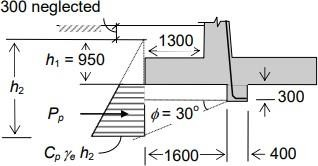 300 neglected
1300
h₁ = 950
h₂
300
Pₚ
ϕ = 30°
Cₚ γₑ h₂
1600
400